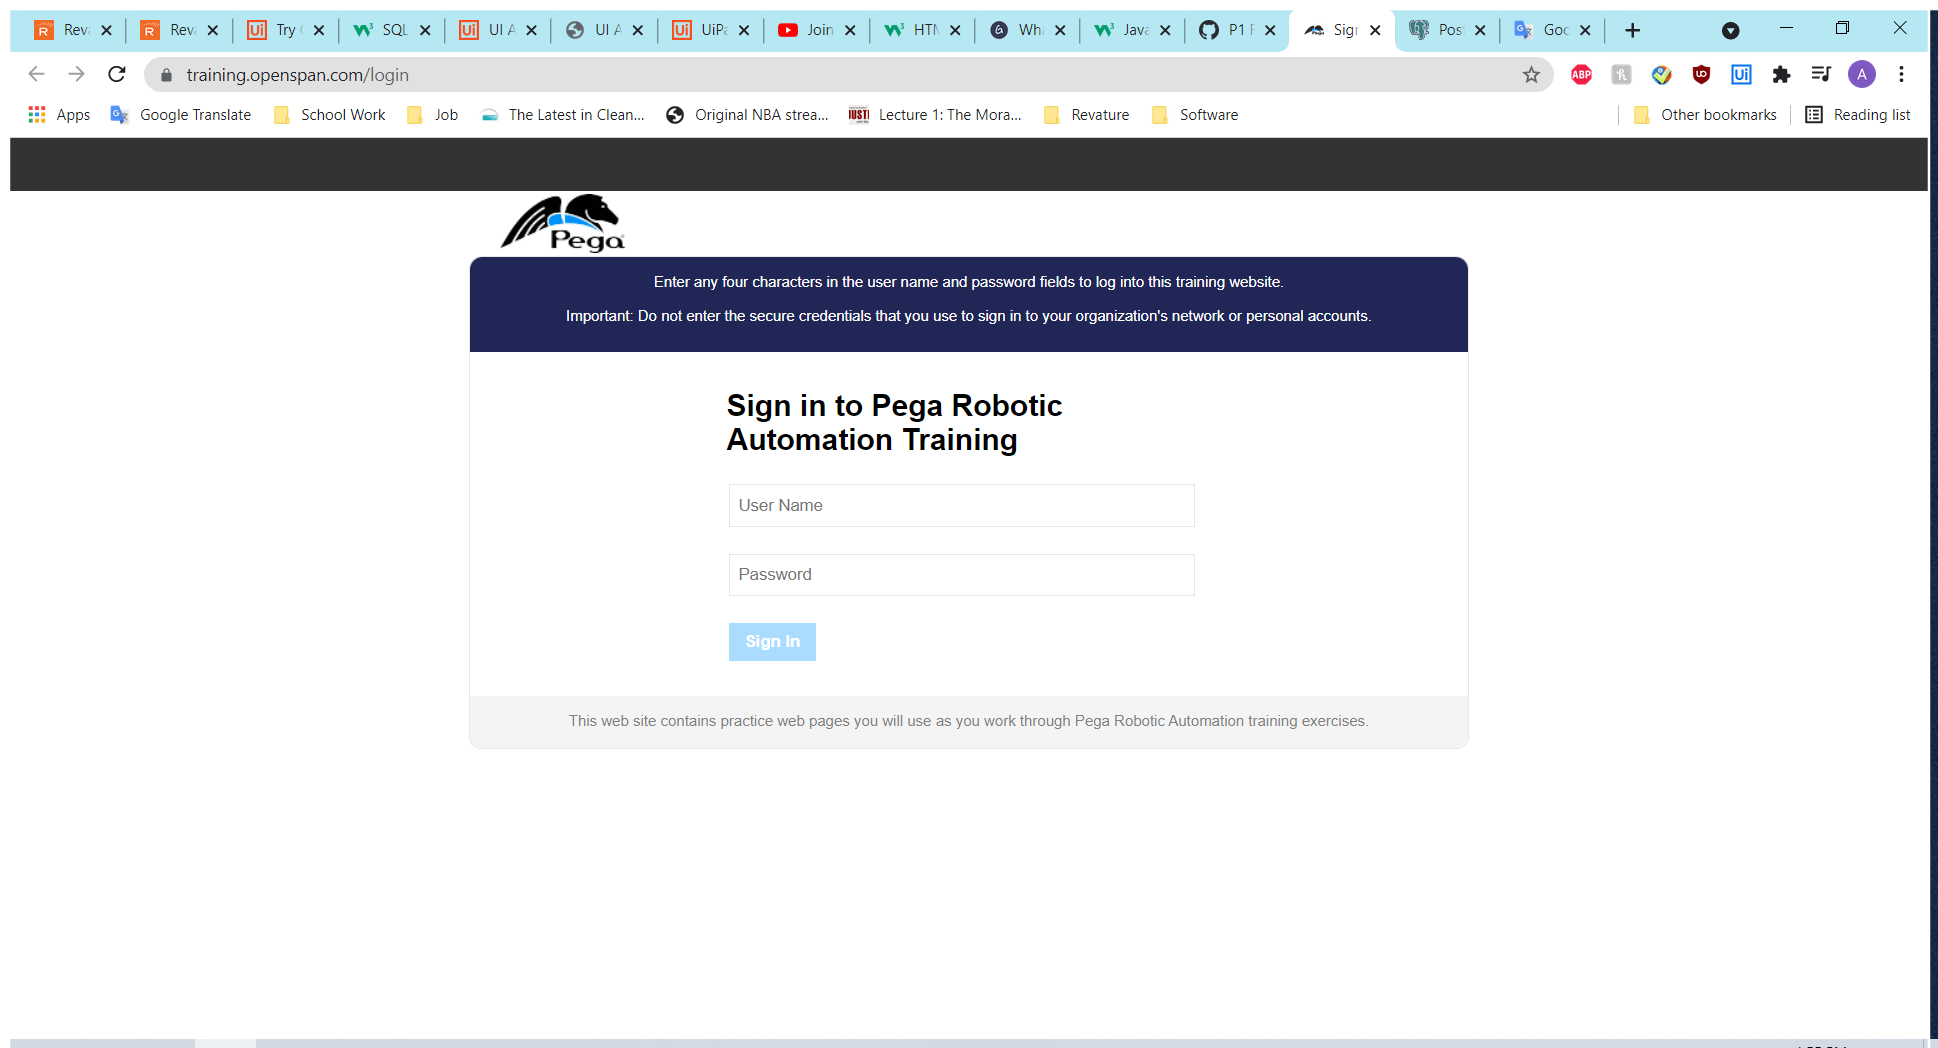 Rev
Rev
Try
SQL
UI A
UI A
UiPa
Join
HTM
Wha
Java
P1 F
Sign
Pos
Goo
training.openspan.com/login
ABP
Ui
A
Apps
Google Translate
School Work
Job
The Latest in Clean...
Original NBA strea...
Lecture 1: The Mora...
Revature
Software
Other bookmarks
Reading list
Pega
Enter any four characters in the user name and password fields to log into this training website.
Important: Do not enter the secure credentials that you use to sign in to your organization's network or personal accounts.
Sign in to Pega Robotic
Automation Training
User Name
Password
Sign in
This web site contains practice web pages you will use as you work through Pega Robotic Automation training exercises.